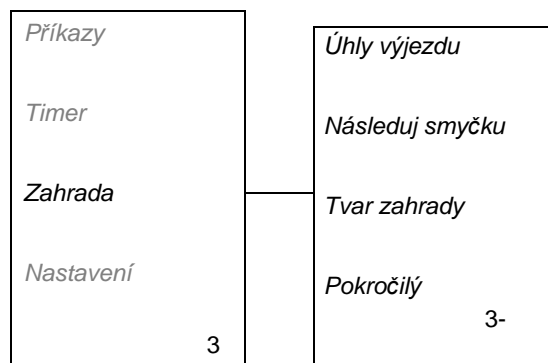 Příkazy
Timer
Zahrada
Nastavení
3
Úhly výjezdu
Následuj smyčku
Tvar zahrady
Pokročilý
3-